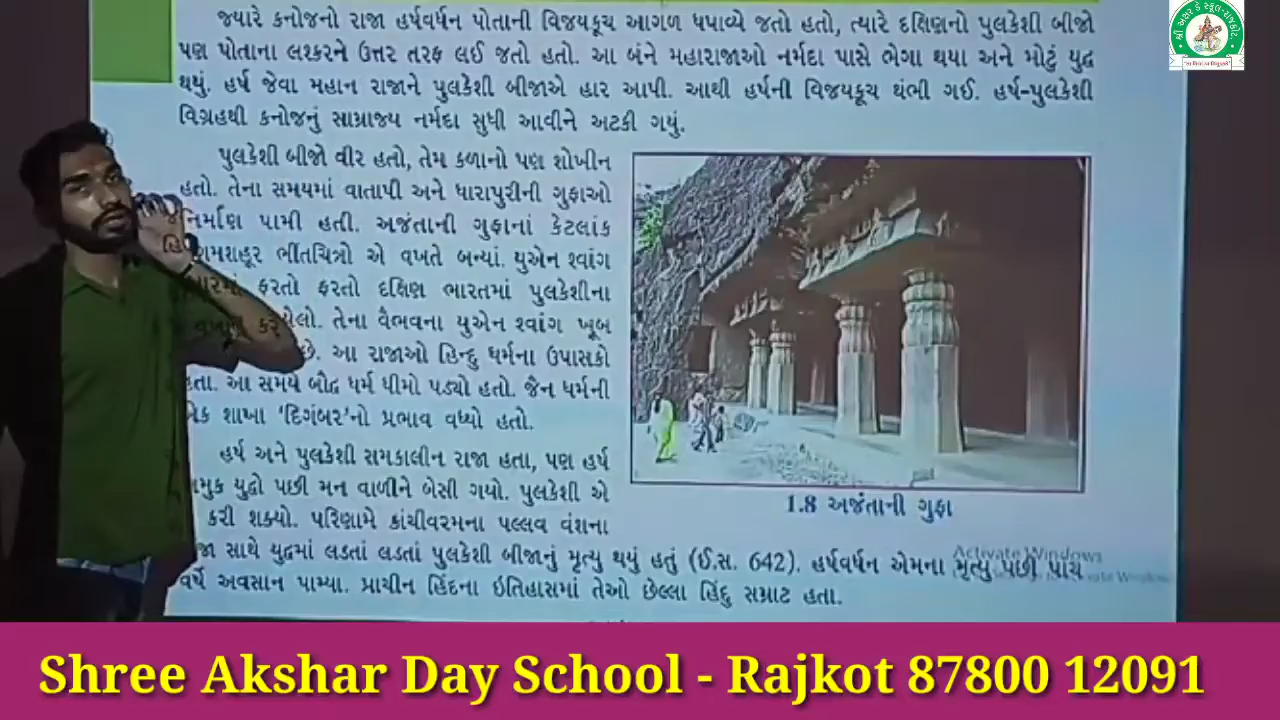 જ્યારે કનોજનો રાજા હર્ષવર્ધન પોતાની વિજયકૂચ આગળ ધપાવ્યે જતો હતો, ત્યારે દક્ષિણનો પુલકેશી બીજો
પણ પોતાના લશ્કરને ઉત્તર તરફ લઈ જતો હતો. આ બંને મહારાજાઓ નર્મદા પાસે ભેગા થયા અને મોટું યુદ્ધ
થયું. હર્ષ જેવા મહાન રાજાને પુલકેશી બીજાએ હાર આપી. આથી હર્ષની વિજયકૂચ થંભી ગઈ. હર્ષ-પુલકેશી
વિગ્રહથી કનોજનું સામ્રાજ્ય નર્મદા સુધી આવીને અટકી ગયું.
પુલકેશી બીજો વીર હતો, તેમ કળાનો પણ શોખીન
હતો. તેના સમયમાં વાતાપી અને ધારાપુરીની ગુફાઓ
નિર્માણ પામી હતી. અજંતાની ગુફાનાં કેટલાંક
ભીંતચિત્રો એ વખતે બન્યાં. યુએન શ્વાંગ
ફરતો ફરતો દક્ષિણ ભારતમાં પુલકેશીના
તેના વૈભવના યુએન શ્વાંગ ખૂબ
છે. આ રાજાઓ હિન્દુ ધર્મના ઉપાસકો
હતા. આ સમયે બૌદ્ધ ધર્મ ધીમો પડ્યો હતો. જૈન ધર્મની
એક શાખા 'દિગંબર'નો પ્રભાવ વધ્યો હતો.
હર્ષ અને પુલકેશી સમકાલીન રાજા હતા, પણ હર્ષ
અમુક યુદ્ધો પછી મન વાળીને બેસી ગયો. પુલકેશી એ
કરી શક્યો. પરિણામે કાંચીવરમના પલ્લવ વંશના
રાજા સાથે યુદ્ધમાં લડતાં લડતાં પુલકેશી બીજાનું મૃત્યુ થયું હતું (ઈ.સ. 642). હર્ષવર્ધન એમના મૃત્યુ પછી પાંચ
વર્ષે અવસાન પામ્યા. પ્રાચીન હિંદના ઇતિહાસમાં તેઓ છેલ્લા હિંદુ સમ્રાટ હતા.
1.8 અજંતાની ગુફા
Activate Windows
Shree Akshar Day School - Rajkot 87800 12091